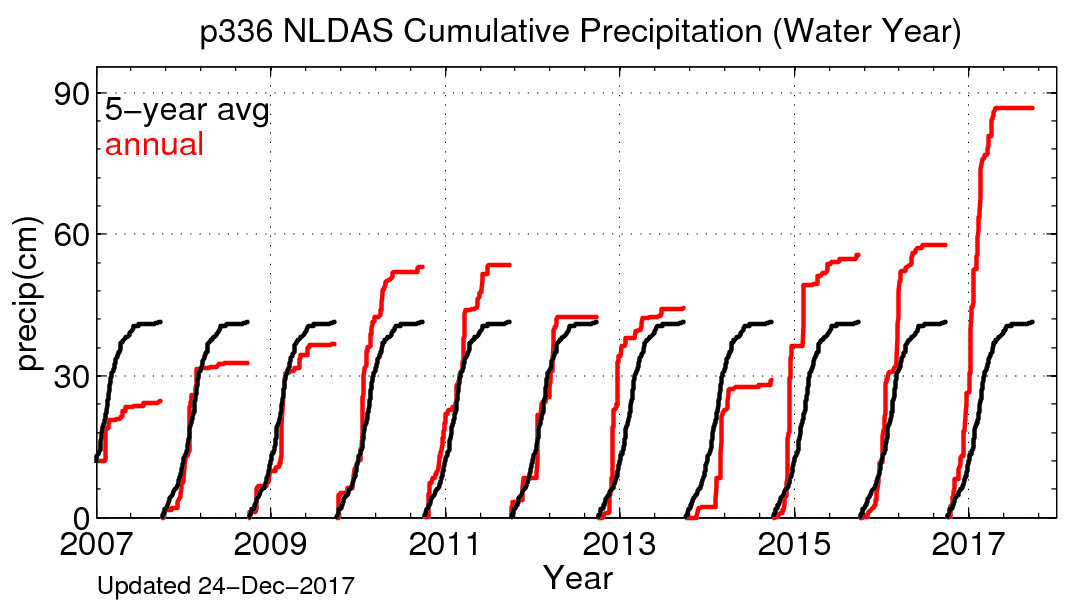 p336 NLDAS Cumulative Precipitation (Water Year)
90
5−year avg
annual
60
precip(cm)
30
0
2007 2009 2011 2013 2015 2017
Year
Updated 24−Dec−2017